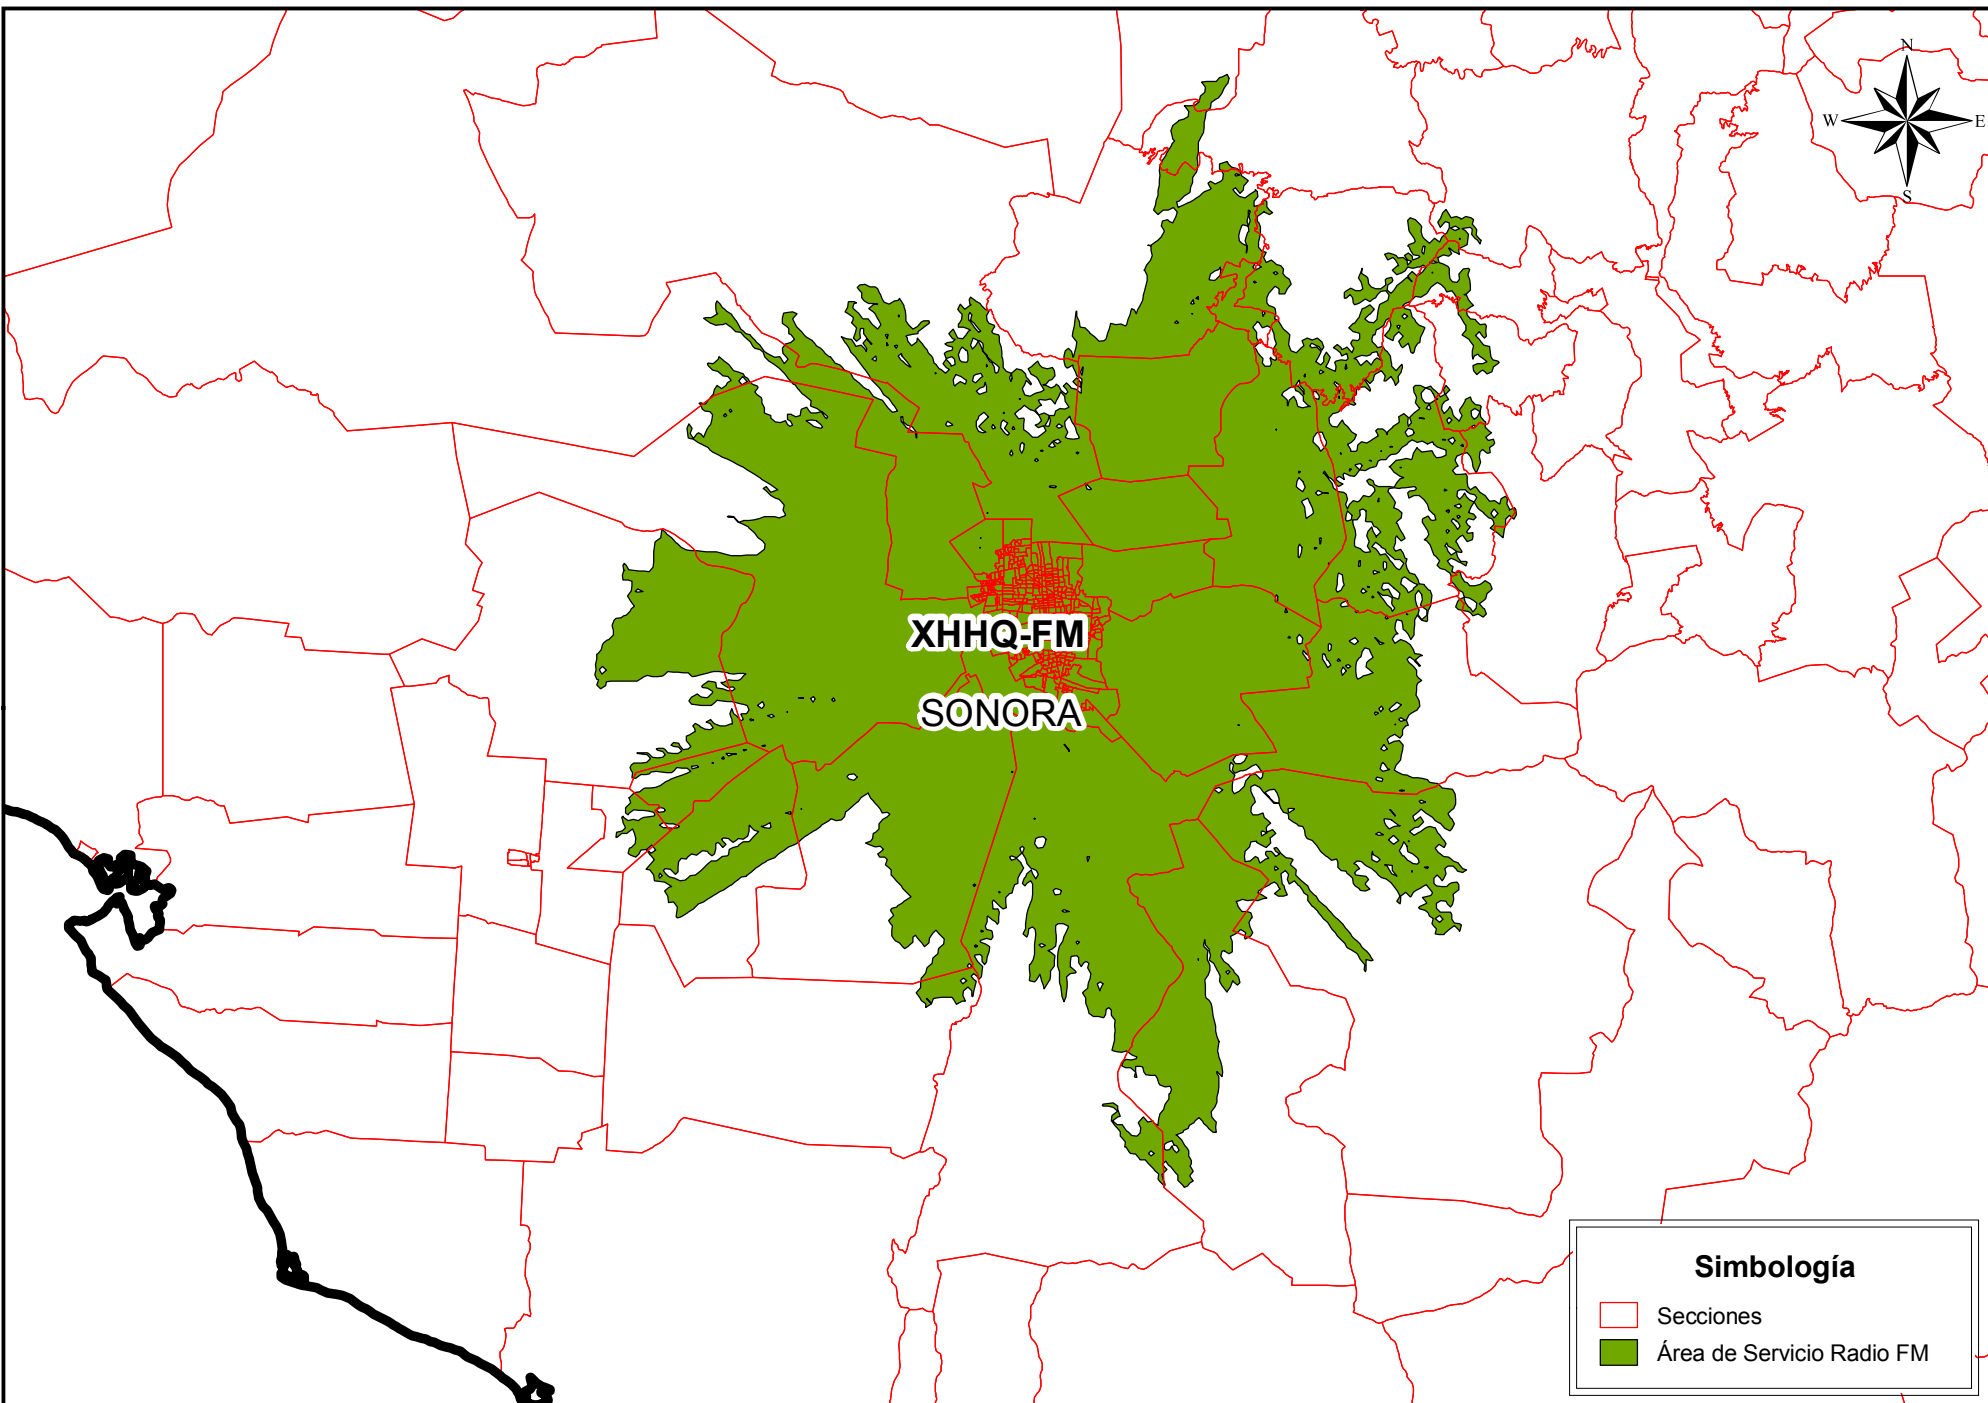 N
W E
S
XHHQ-FM
SONORA
Simbología
Secciones
Área de Servicio Radio FM